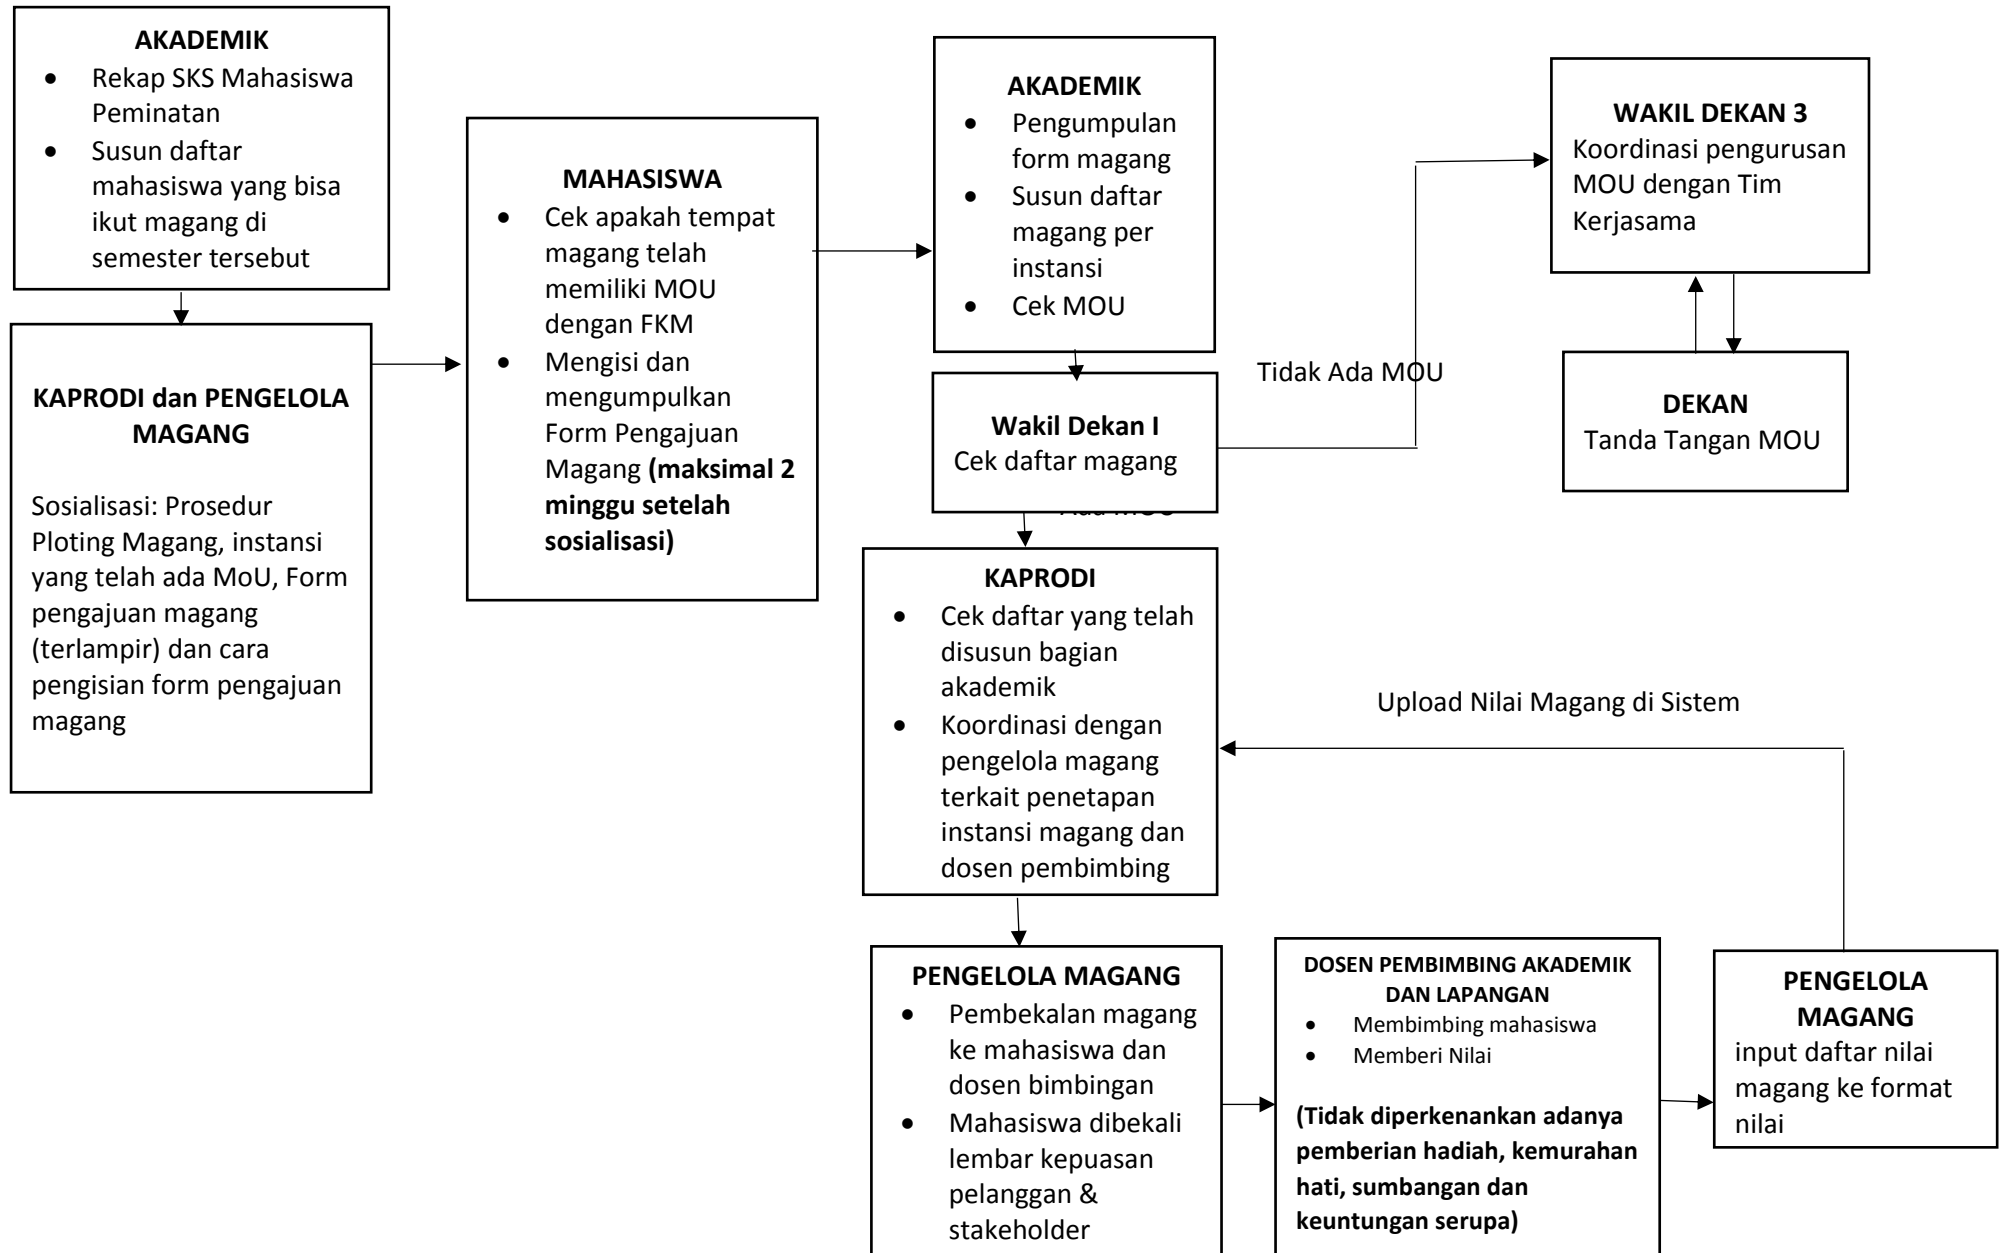 AKADEMIK
• Rekap SKS Mahasiswa
Peminatan
• Susun daftar
mahasiswa yang bisa
ikut magang di
semester tersebut
KAPRODI dan PENGELOLA
MAGANG
Sosialisasi: Prosedur
Ploting Magang, instansi
yang telah ada MoU, Form
pengajuan magang
(terlampir) dan cara
pengisian form pengajuan
magang
MAHASISWA
• Cek apakah tempat
magang telah
memiliki MOU
dengan FKM
• Mengisi dan
mengumpulkan
Form Pengajuan
Magang (maksimal 2
minggu setelah
sosialisasi)
AKADEMIK
• Pengumpulan
form magang
• Susun daftar
magang per
instansi
• Cek MOU
Wakil Dekan I
Cek daftar magang
Tidak Ada MOU
WAKIL DEKAN 3
Koordinasi pengurusan
MOU dengan Tim
Kerjasama
DEKAN
Tanda Tangan MOU
Ada MOU
KAPRODI
• Cek daftar yang telah
disusun bagian
akademik
• Koordinasi dengan
pengelola magang
terkait penetapan
instansi magang dan
dosen pembimbing
Upload Nilai Magang di Sistem
PENGELOLA MAGANG
• Pembekalan magang
ke mahasiswa dan
dosen bimbingan
• Mahasiswa dibekali
lembar kepuasan
pelanggan &
stakeholder
DOSEN PEMBIMBING AKADEMIK
DAN LAPANGAN
• Membimbing mahasiswa
• Memberi Nilai
(Tidak diperkenankan adanya
pemberian hadiah, kemurahan
hati, sumbangan dan
keuntungan serupa)
PENGELOLA
MAGANG
input daftar nilai
magang ke format
nilai